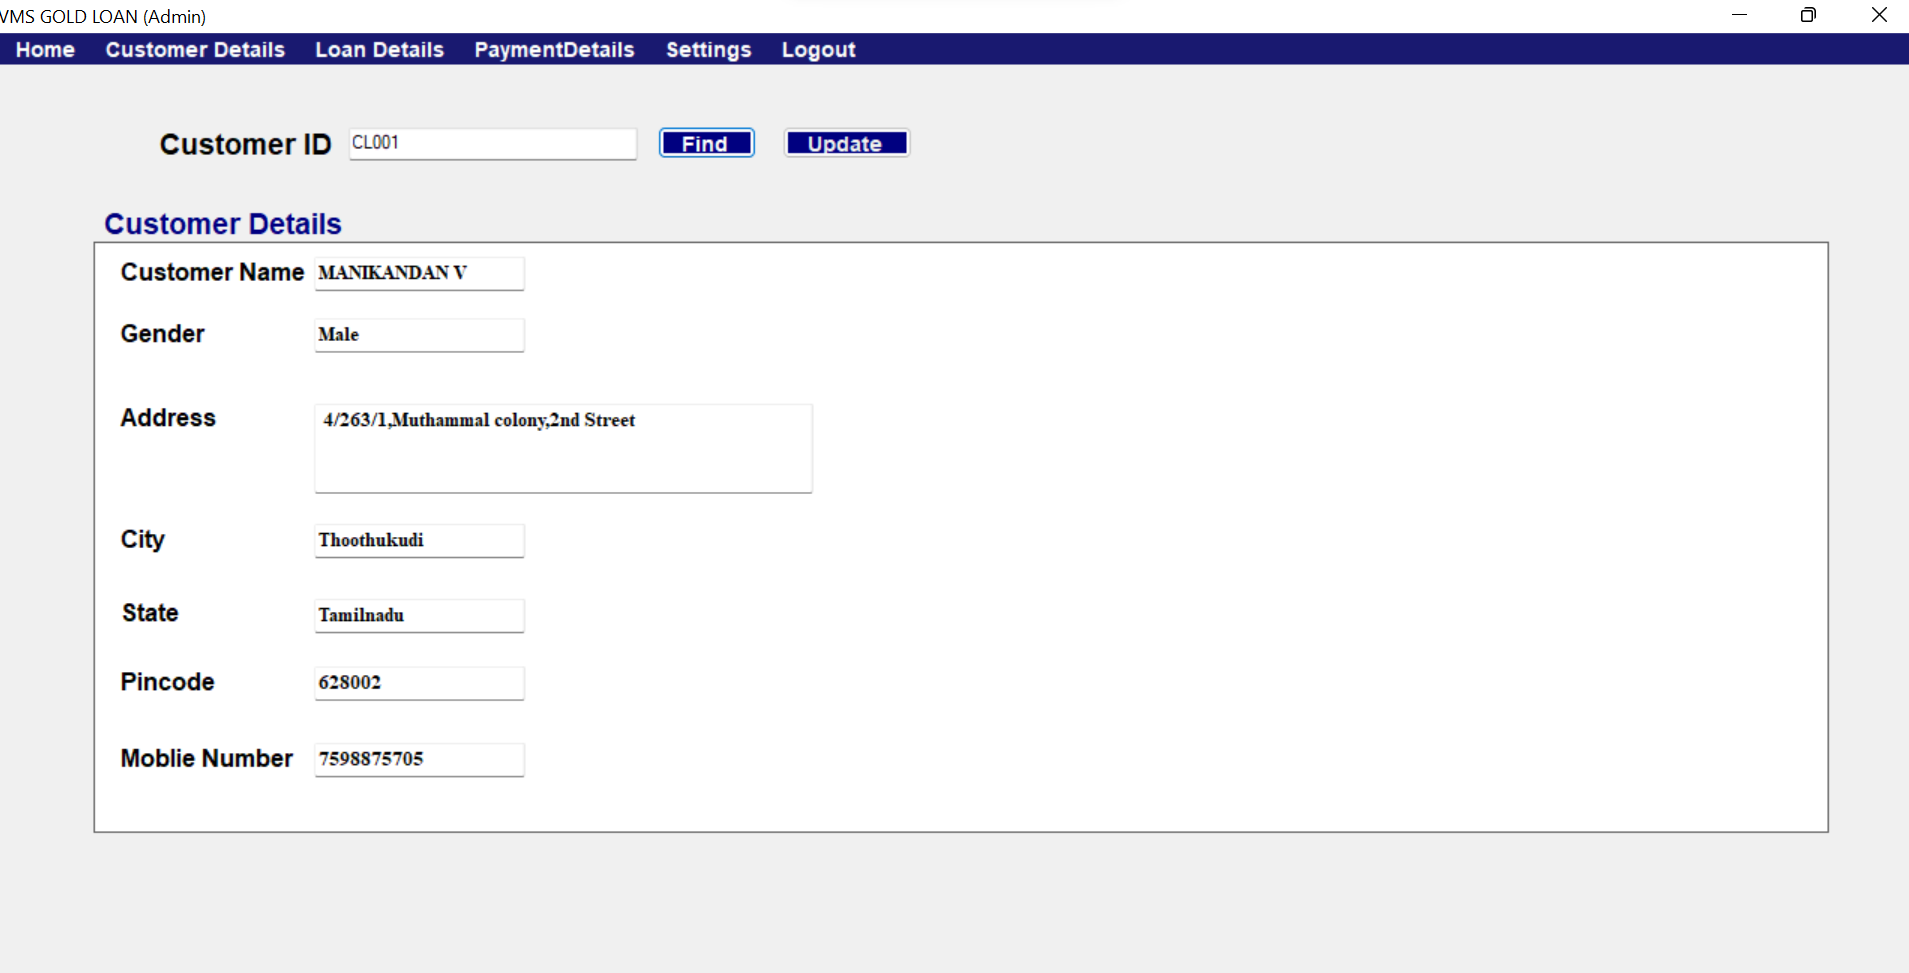 VMS GOLD LOAN (Admin)
Home Customer Details Loan Details PaymentDetails Settings Logout
Customer ID CL001 Find Update
Customer Details
Customer Name MANIKANDAN V
Gender Male
Address 4/263/1,Muthammal colony,2nd Street
City Thoothukudi
State Tamilnadu
Pincode 628002
Moblie Number 7598875705